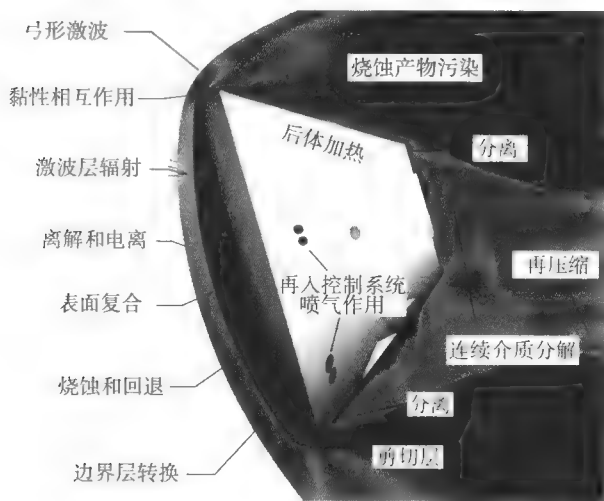 弓形激波
烧蚀产物污染
黏性相互作用
后体加热
分离
激波层辐射
离解和电离
再压缩
再入控制系统
喷气作用
表面复合
连续介质分解
烧蚀和回退
分离
剪切层
边界层转换